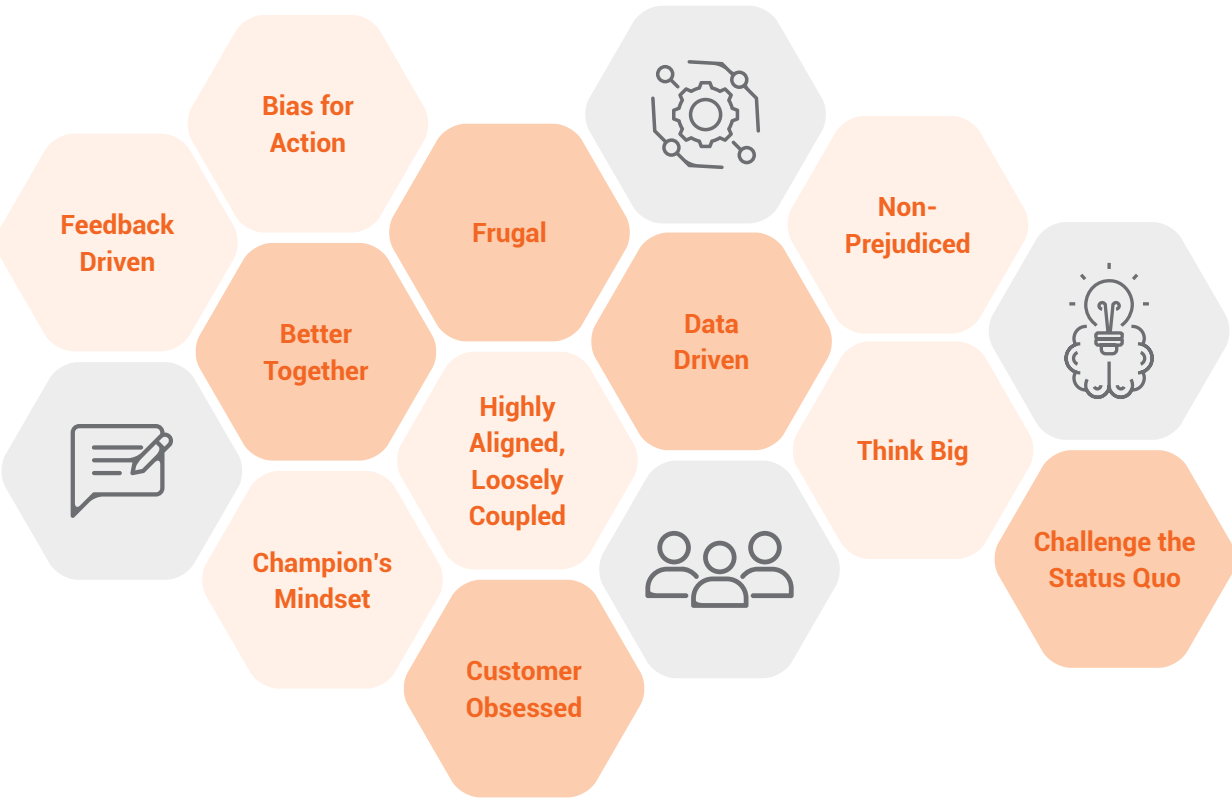 Bias for
Action
Feedback
Driven
Frugal
Non-
Prejudiced
Better
Together
Data
Driven
Highly
Aligned,
Loosely
Coupled
Think Big
Champion's
Mindset
Challenge the
Status Quo
Customer
Obsessed